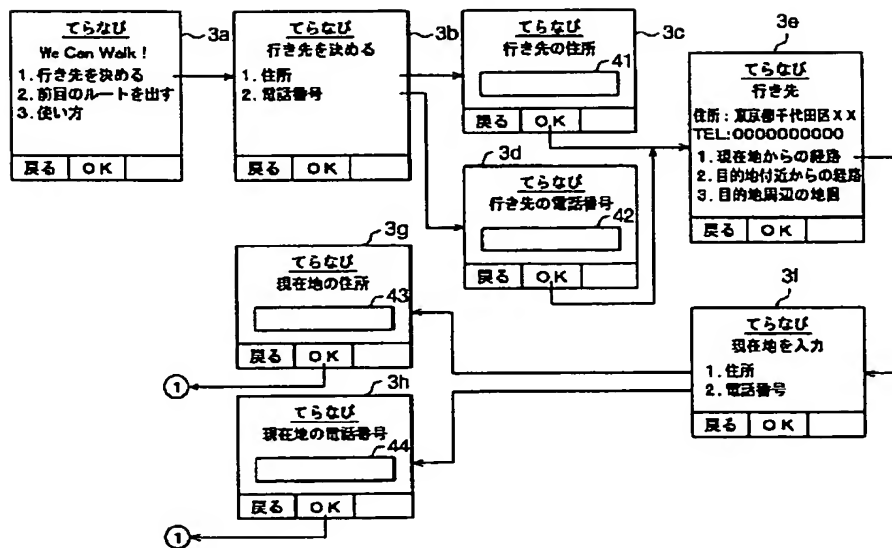 3a
てらなび
We Can Walk !
1.行き先を決める
2.前回のルートを出す
3.使い方
戻る OK
3b
てらなび
行き先を決める
1.住所
2.電話番号
戻る OK
3c
てらなび
行き先の住所
41
戻る OK
3d
てらなび
行き先の電話番号
42
戻る OK
3e
てらなび
行き先
住所：東京都千代田区××
TEL:0000000000
1.現在地からの経路
2.目的地付近からの経路
3.目的地周辺の地図
戻る OK
3f
てらなび
現在地を入力
1.住所
2.電話番号
戻る OK
3g
てらなび
現在地の住所
43
戻る OK
1
3h
てらなび
現在地の電話番号
44
戻る OK
1